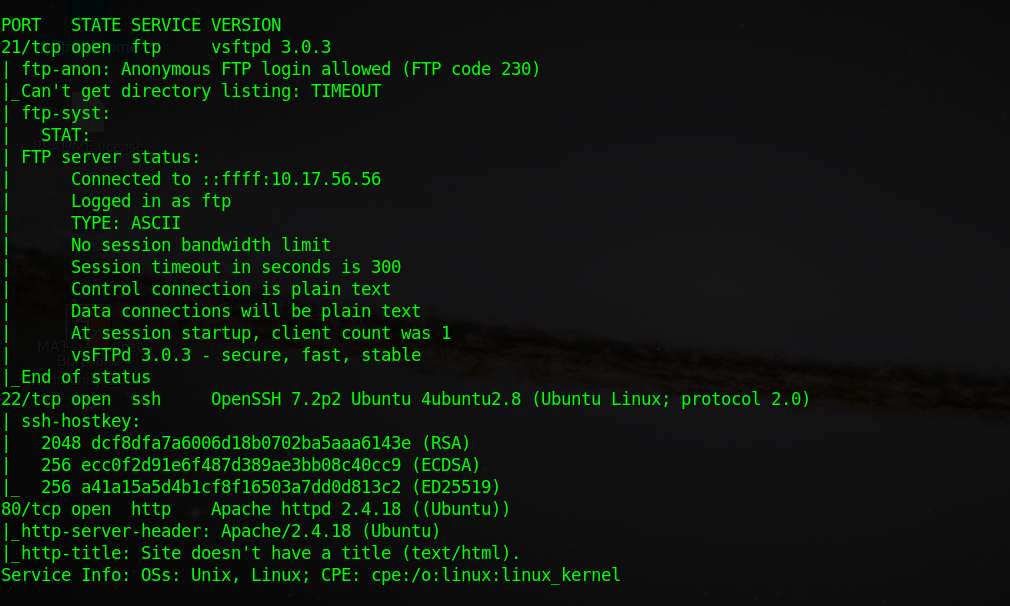 PORT   STATE SERVICE VERSION
21/tcp open  ftp     vsftpd 3.0.3
| ftp-anon: Anonymous FTP login allowed (FTP code 230)
|_Can't get directory listing: TIMEOUT
| ftp-syst:
|   STAT:
| FTP server status:
|      Connected to ::ffff:10.17.56.56
|      Logged in as ftp
|      TYPE: ASCII
|      No session bandwidth limit
|      Session timeout in seconds is 300
|      Control connection is plain text
|      Data connections will be plain text
|      At session startup, client count was 1
|      vsFTPd 3.0.3 - secure, fast, stable
|_End of status
22/tcp open  ssh     OpenSSH 7.2p2 Ubuntu 4ubuntu2.8 (Ubuntu Linux; protocol 2.0)
| ssh-hostkey:
|   2048 dcf8dfa7a6006d18b0702ba5aaa6143e (RSA)
|   256 ecc0f2d91e6f487d389ae3bb08c40cc9 (ECDSA)
|_  256 a41a15a5d4b1cf8f16503a7dd0d813c2 (ED25519)
80/tcp open  http    Apache httpd 2.4.18 ((Ubuntu))
|_http-server-header: Apache/2.4.18 (Ubuntu)
|_http-title: Site doesn't have a title (text/html).
Service Info: OSs: Unix, Linux; CPE: cpe:/o:linux:linux_kernel